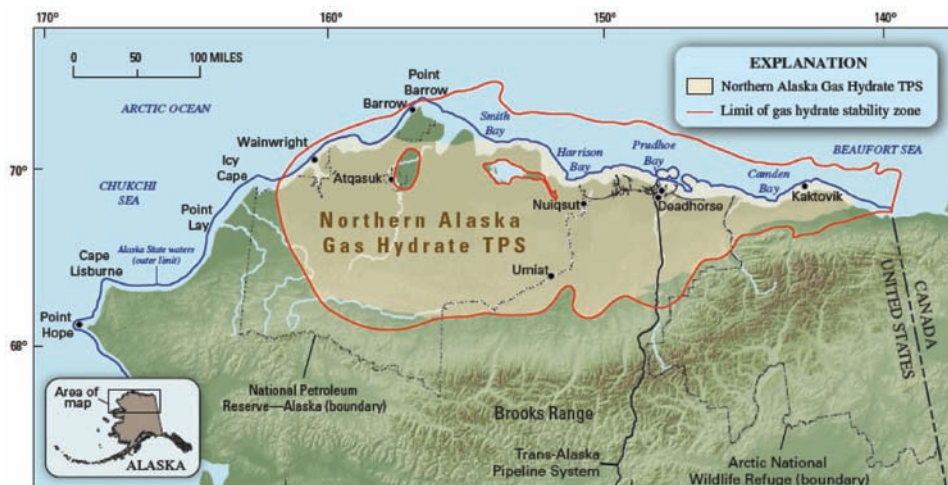 170°
160°
150°
140°
0 50 100 MILES
EXPLANATION
Northern Alaska Gas Hydrate TPS
Limit of gas hydrate stability zone
ARCTIC OCEAN
Point
Barrow
Barrow
Smith
Bay
Wainwright
Harrison
Bay
Prudhoe
Bay
BEAUFORT SEA
70°
Icy
Cape
Atqasuk
Camden
Bay
Kaktovik
CHUKCHI
SEA
Nuiqsut
Deadhorse
Point
Lay
Northern Alaska
Gas Hydrate TPS
Alaska State waters
(outer limit)
Cape
Lisburne
Umiat
Point
Hope
68°
CANADA
UNITED STATES
National Petroleum
Reserve—Alaska (boundary)
Area of
map
ALASKA
Brooks Range
Trans-Alaska
Pipeline System
Arctic National
Wildlife Refuge (boundary)